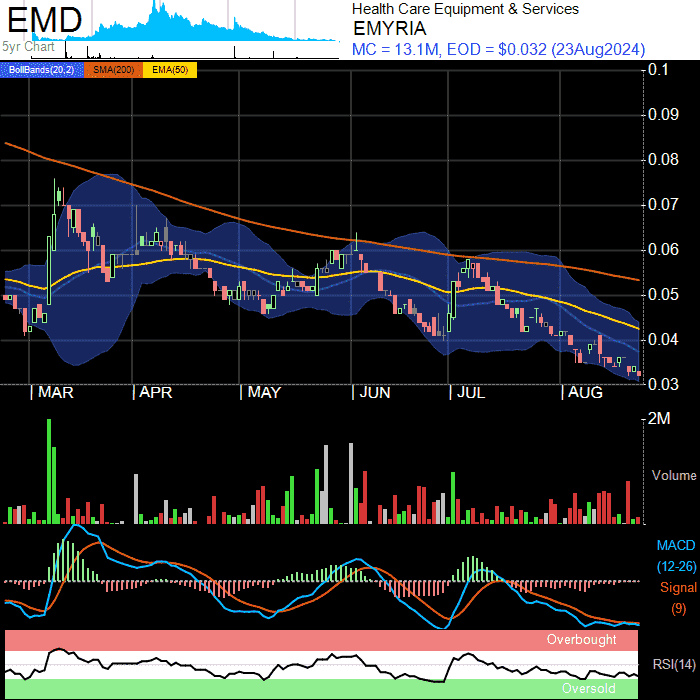 EMD
5yr Chart
Health Care Equipment & Services
EMYRIA
MC = 13.1M, EOD = $0.032 (23Aug2024)
BollBands(20,2) SMA(200) EMA(50)
0.1
0.09
0.08
0.07
0.06
0.05
0.04
0.03
MAR APR MAY JUN JUL AUG
2M
Volume
MACD
(12-26)
Signal
(9)
Overbought
RSI(14)
Oversold